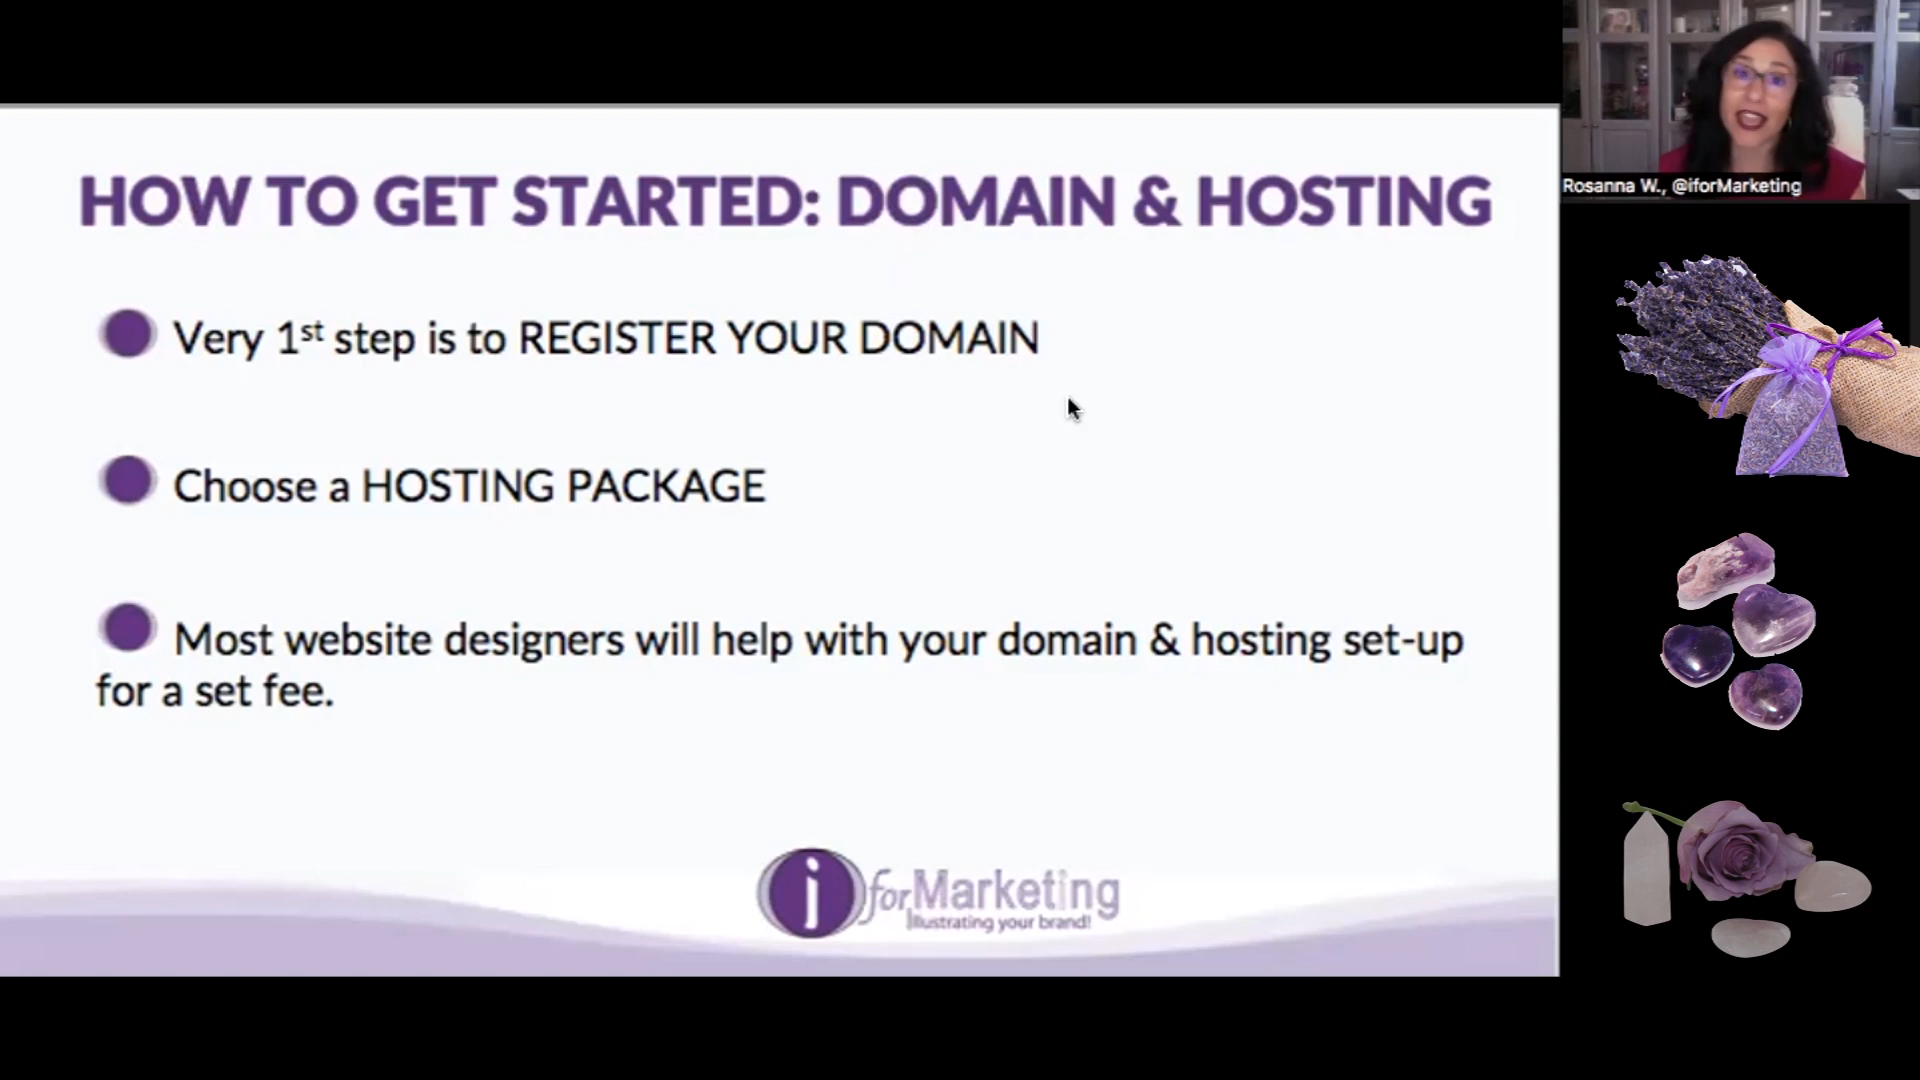 HOW TO GET STARTED: DOMAIN & HOSTING
Very 1st step is to REGISTER YOUR DOMAIN
Choose a HOSTING PACKAGE
Most website designers will help with your domain & hosting set-up
for a set fee.
i forMarketing
Illustrating your brand!
Rosanna W., @iforMarketing